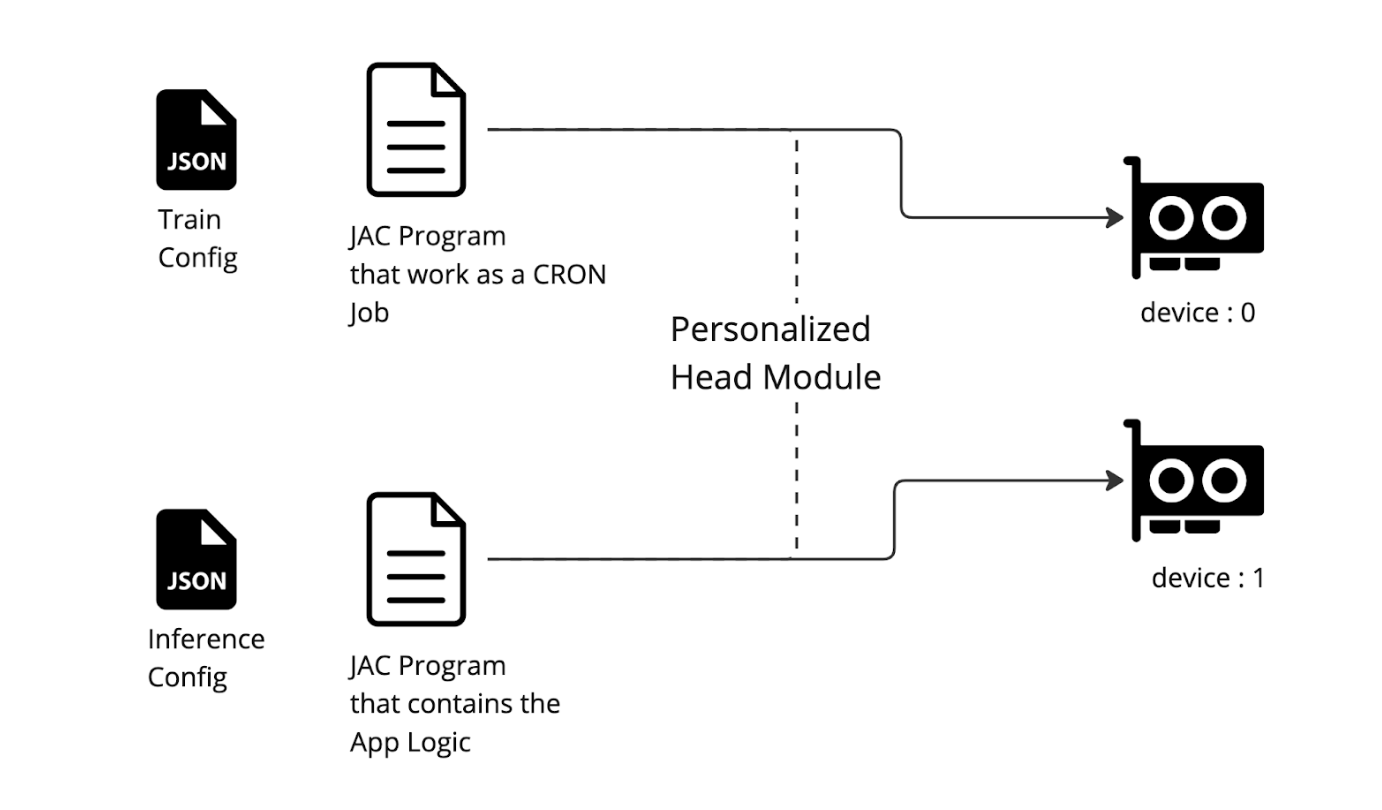 JSON
Train
Config
JAC Program
that work as a CRON
Job
device : 0
Personalized
Head Module
JSON
Inference
Config
JAC Program
that contains the
App Logic
device : 1